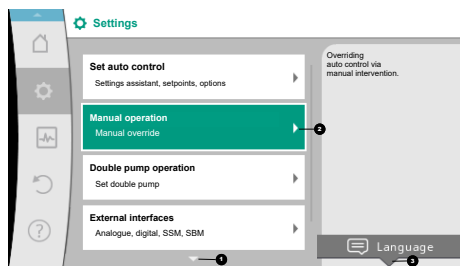 Settings
Set auto control
Settings assistant, setpoints, options
Manual operation
Manual override
Double pump operation
Set double pump
External interfaces
Analogue, digital, SSM, SBM
Overriding
auto control via
manual intervention.
Language
2
1
3
?